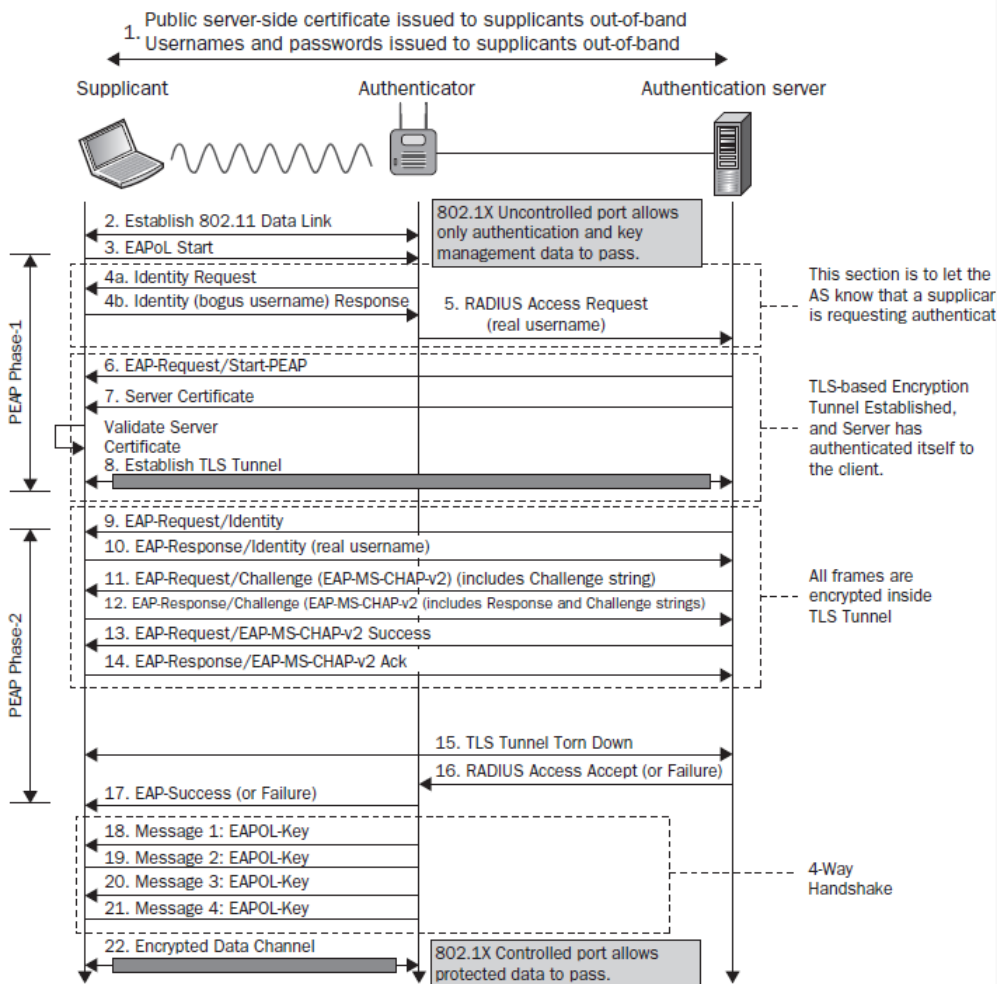 1. Public server-side certificate issued to supplicants out-of-band
Usernames and passwords issued to supplicants out-of-band
Supplicant
Authenticator
Authentication server
2. Establish 802.11 Data Link
802.1X Uncontrolled port allows
only authentication and key
management data to pass.
3. EAPoL Start
PEAP Phase-1
4a. Identity Request
4b. Identity (bogus username) Response
5. RADIUS Access Request
(real username)
This section is to let the
AS know that a supplicar
is requesting authenticat
6. EAP-Request/Start-PEAP
7. Server Certificate
Validate Server
Certificate
8. Establish TLS Tunnel
TLS-based Encryption
Tunnel Established,
and Server has
authenticated itself to
the client.
PEAP Phase-2
9. EAP-Request/Identity
10. EAP-Response/Identity (real username)
11. EAP-Request/Challenge (EAP-MS-CHAP-v2) (includes Challenge string)
12. EAP-Response/Challenge (EAP-MS-CHAP-v2 (includes Response and Challenge strings)
13. EAP-Request/EAP-MS-CHAP-v2 Success
14. EAP-Response/EAP-MS-CHAP-v2 Ack
All frames are
encrypted inside
TLS Tunnel
15. TLS Tunnel Torn Down
16. RADIUS Access Accept (or Failure)
17. EAP-Success (or Failure)
18. Message 1: EAPOL-Key
19. Message 2: EAPOL-Key
20. Message 3: EAPOL-Key
21. Message 4: EAPOL-Key
4-Way
Handshake
22. Encrypted Data Channel
802.1X Controlled port allows
protected data to pass.